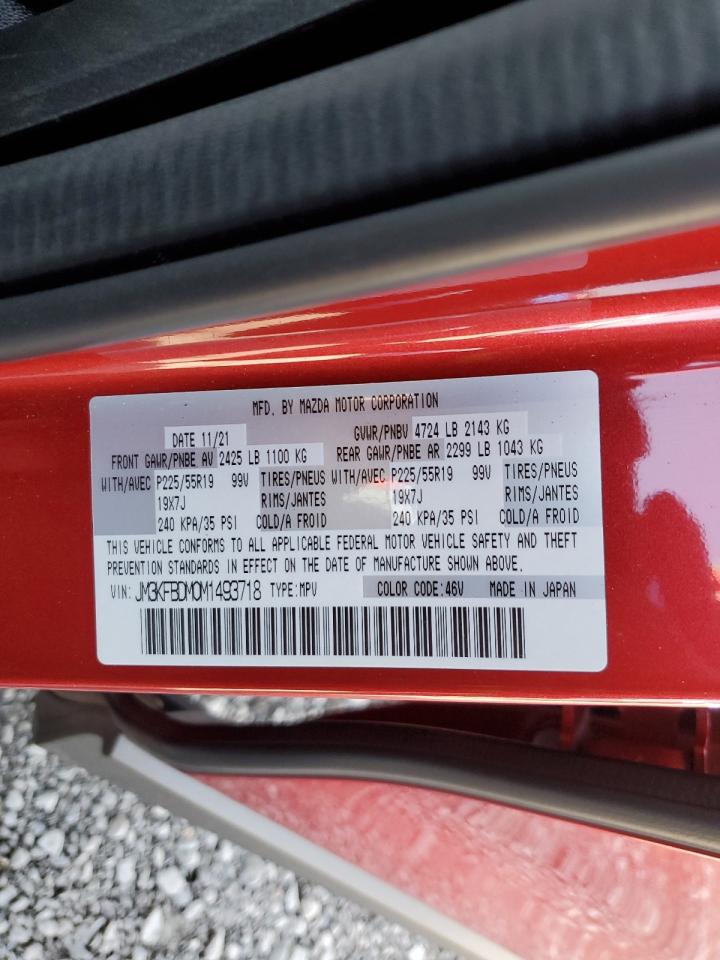 MFD. BY MAZDA MOTOR CORPORATION
DATE 11/21 GVWR/PNBV 4724 LB 2143 KG
FRONT GAWR/PNBE AV 2425 LB 1100 KG REAR GAWR/PNBE AR 2299 LB 1043 KG
WITH/AVEC P225/55R19 99V TIRES/PNEUS WITH/AVEC P225/55R19 99V TIRES/PNEUS
19X7J RIMS/JANTES 19X7J RIMS/JANTES
240 KPA/35 PSI COLD/A FROID 240 KPA/35 PSI COLD/A FROID
THIS VEHICLE CONFORMS TO ALL APPLICABLE FEDERAL MOTOR VEHICLE SAFETY AND THEFT
PREVENTION STANDARDS IN EFFECT ON THE DATE OF MANUFACTURE SHOWN ABOVE.
VIN: JM3KFBDM0M1493718 TYPE:MPV COLOR CODE:46V MADE IN JAPAN